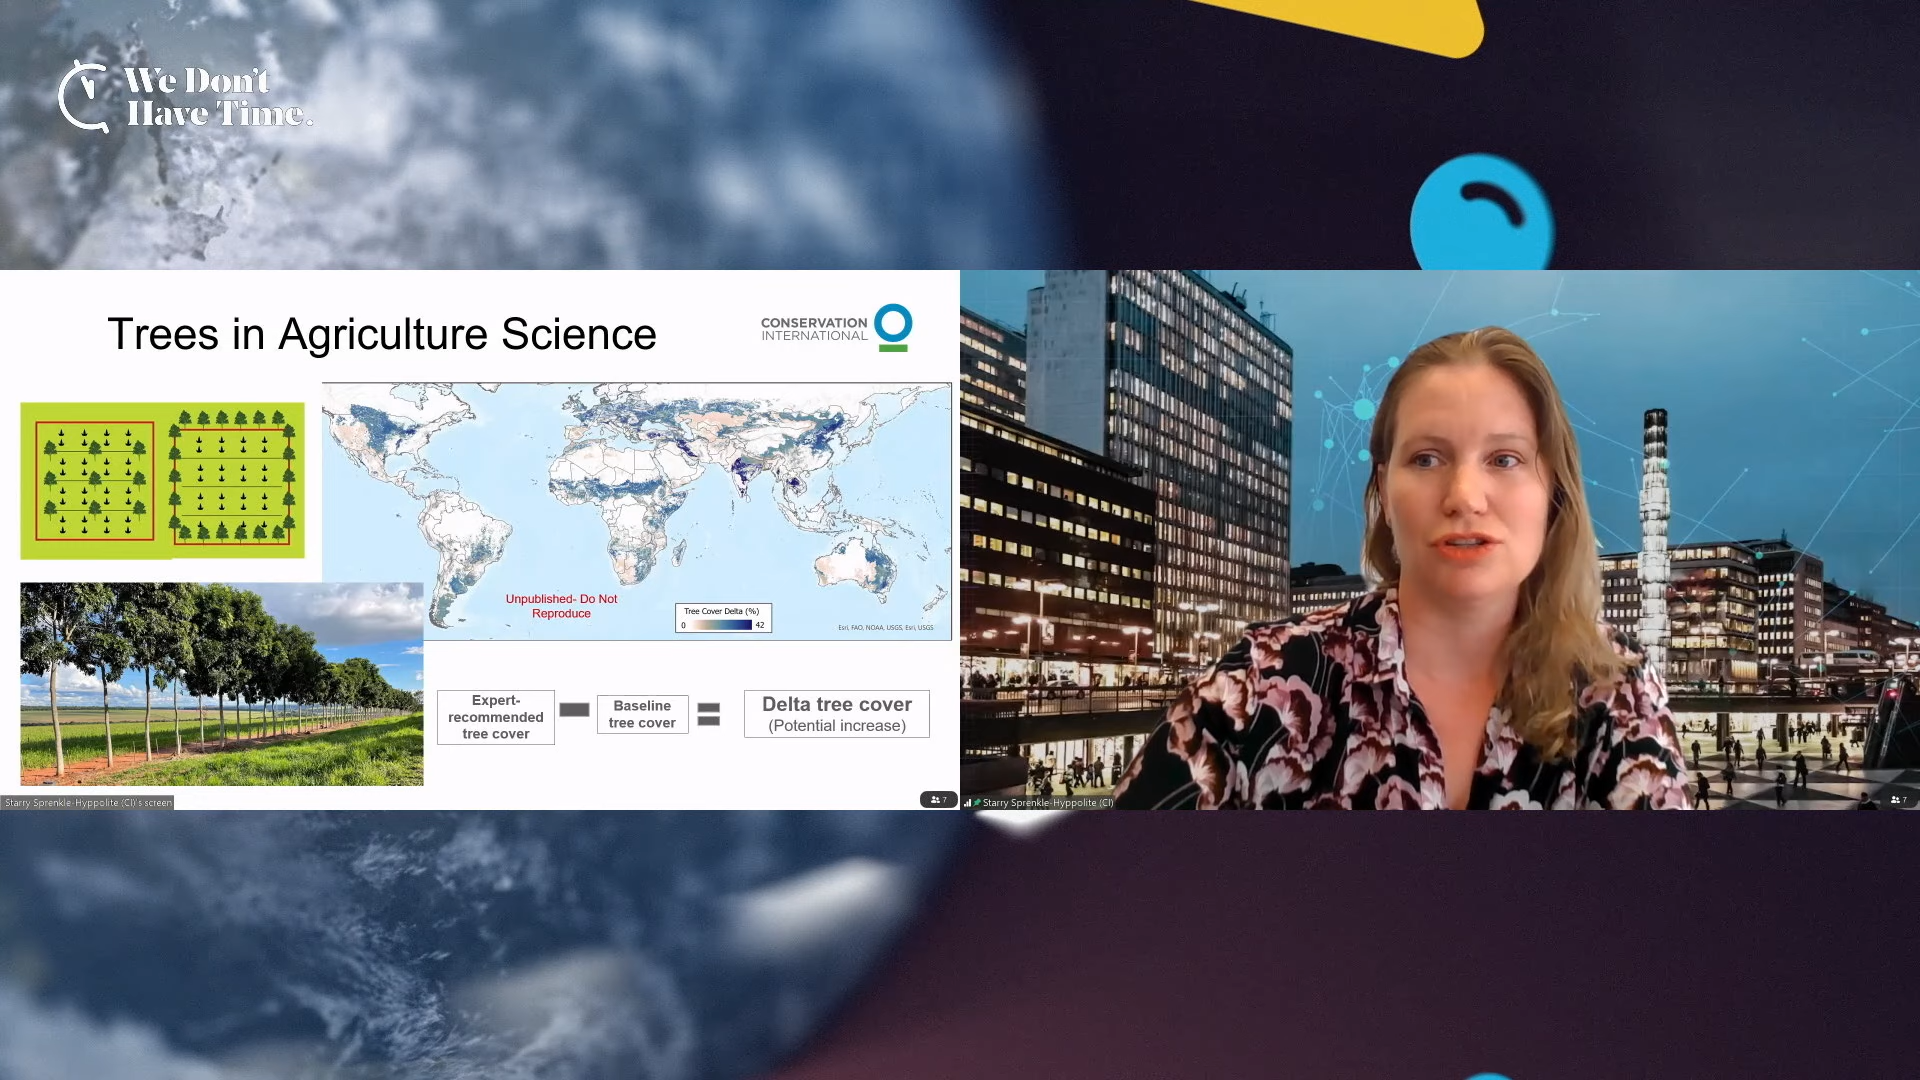 We Don't
Have Time.
Trees in Agriculture Science
CONSERVATION
INTERNATIONAL
Unpublished- Do Not
Reproduce
Tree Cover Delta (%)
0
42
Esri, FAO, NOAA, USGS, Esri, USGS
Expert-
recommended
tree cover
Baseline
tree cover
Delta tree cover
(Potential increase)
Starry Sprenkle-Hyppolite (CI)'s screen
7
Starry Sprenkle-Hyppolite (CI)
7